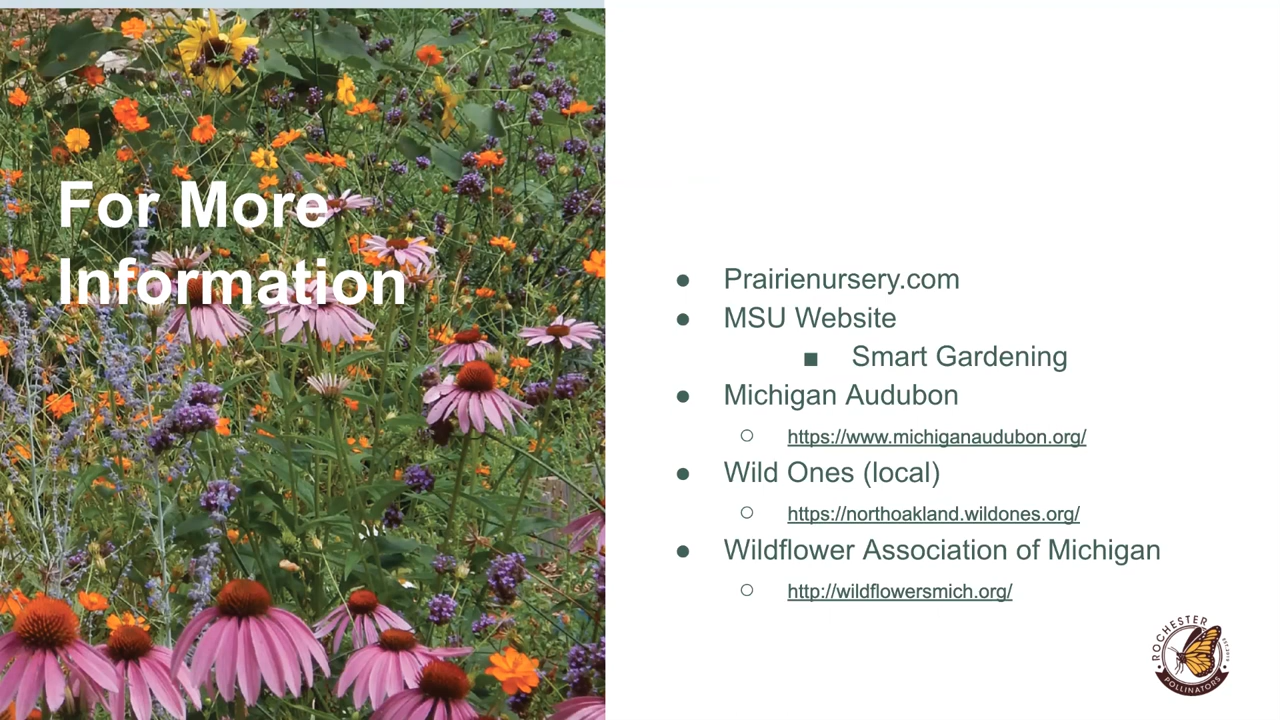 For More
Information
● Prairienursery.com
● MSU Website
■ Smart Gardening
● Michigan Audubon
○ https://www.michiganaudubon.org/
● Wild Ones (local)
○ https://northoakland.wildones.org/
● Wildflower Association of Michigan
○ http://wildflowersmich.org/
ROCHESTER
POLLINATORS